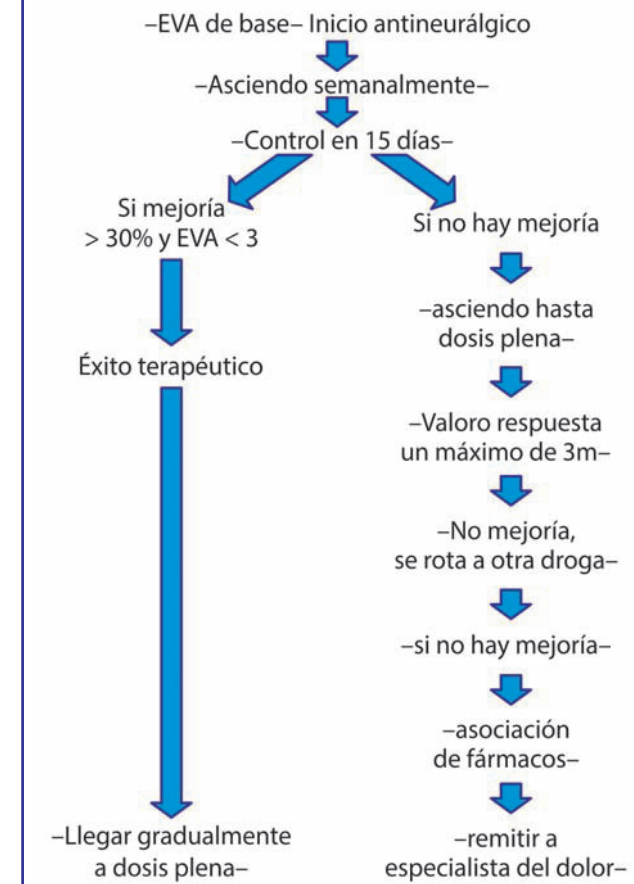 –EVA de base– Inicio antineurálgico
–Asciendo semanalmente–
–Control en 15 días–
Si mejoría
> 30% y EVA < 3
Éxito terapéutico
–Llegar gradualmente
a dosis plena–
Si no hay mejoría
–asciendo hasta
dosis plena–
–Valoro respuesta
un máximo de 3m–
–No mejoría,
se rota a otra droga–
–si no hay mejoría–
–asociación
de fármacos–
–remitir a
especialista del dolor–